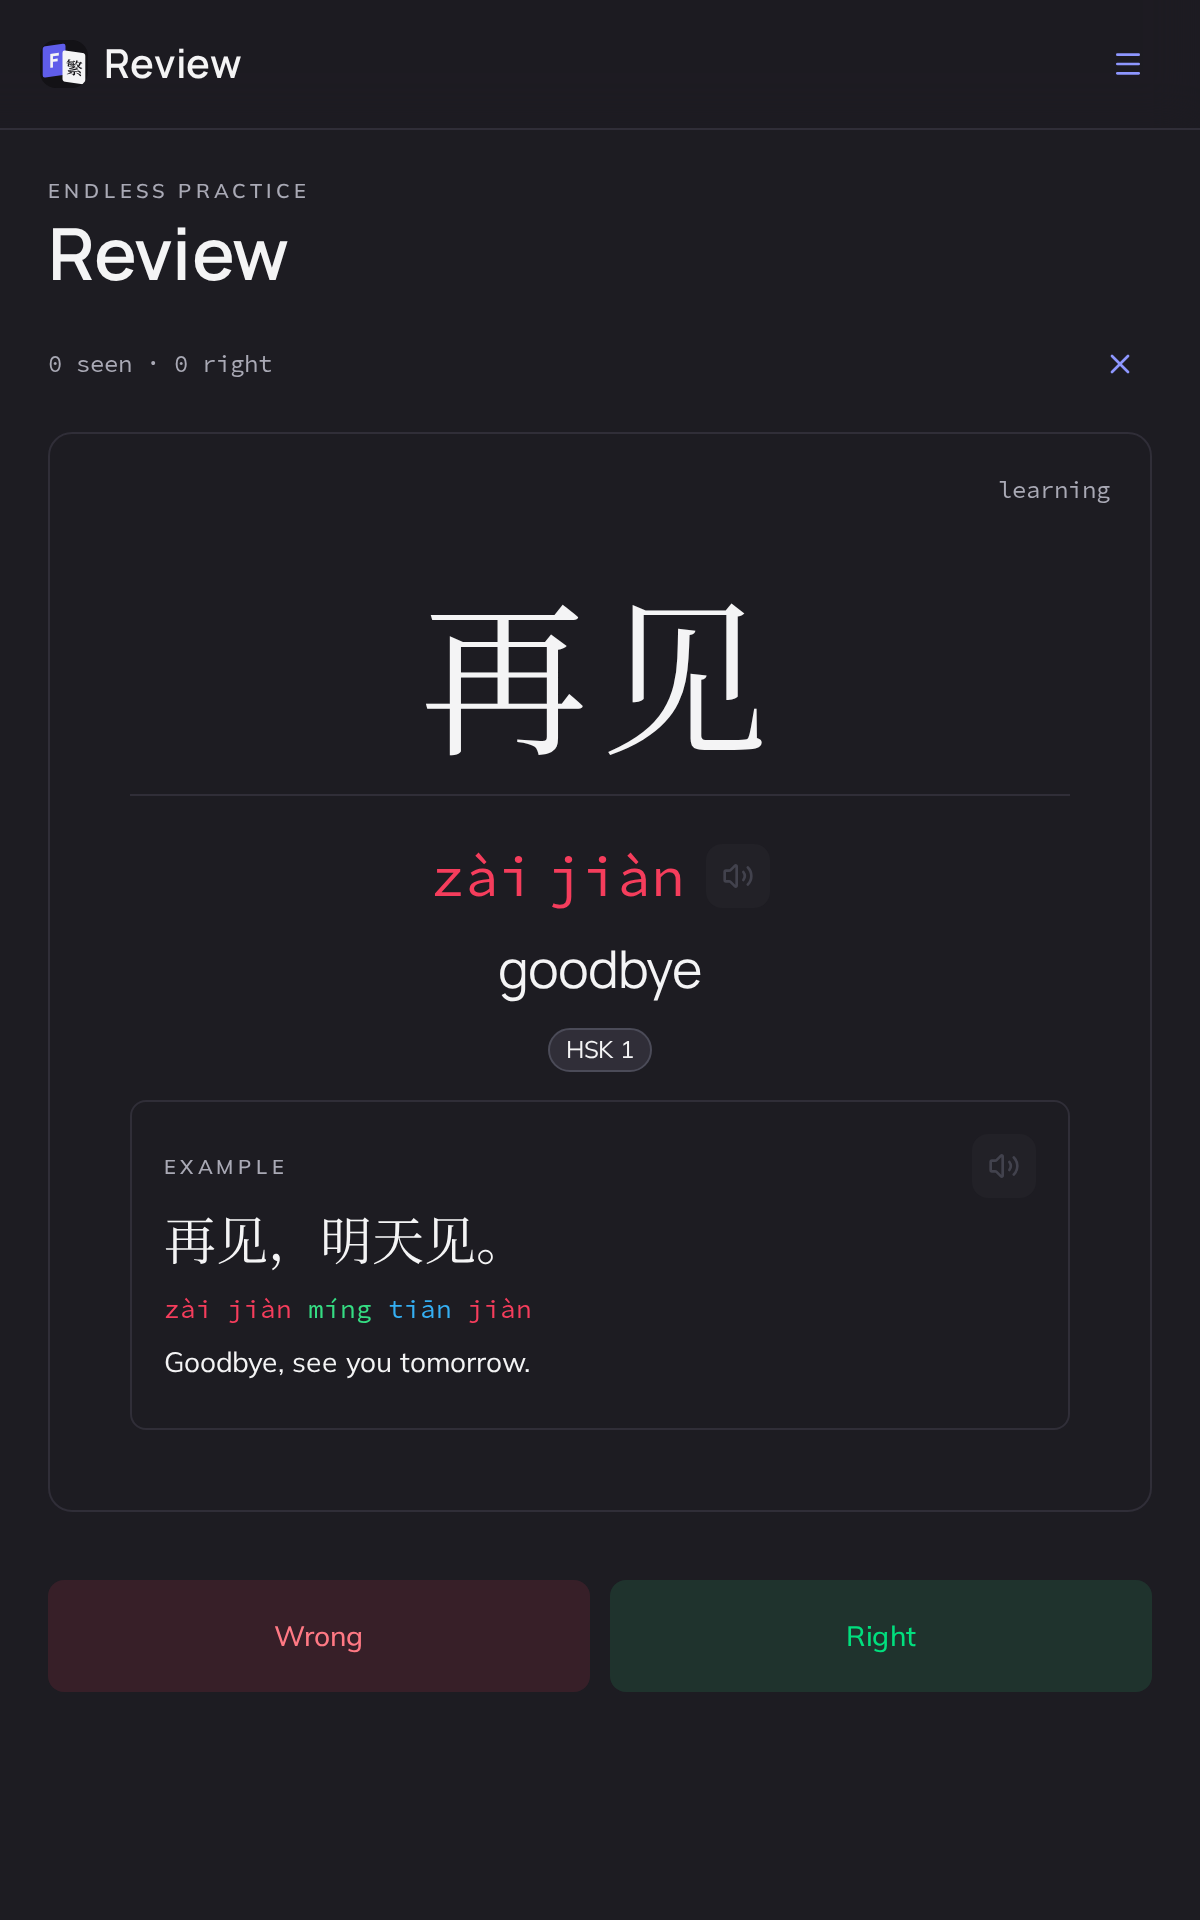 F 繁 Review
ENDLESS PRACTICE
Review
0 seen · 0 right
learning
再见
zài jiàn
goodbye
HSK 1
EXAMPLE
再见，明天见。
zài jiàn míng tiān jiàn
Goodbye, see you tomorrow.
Wrong
Right